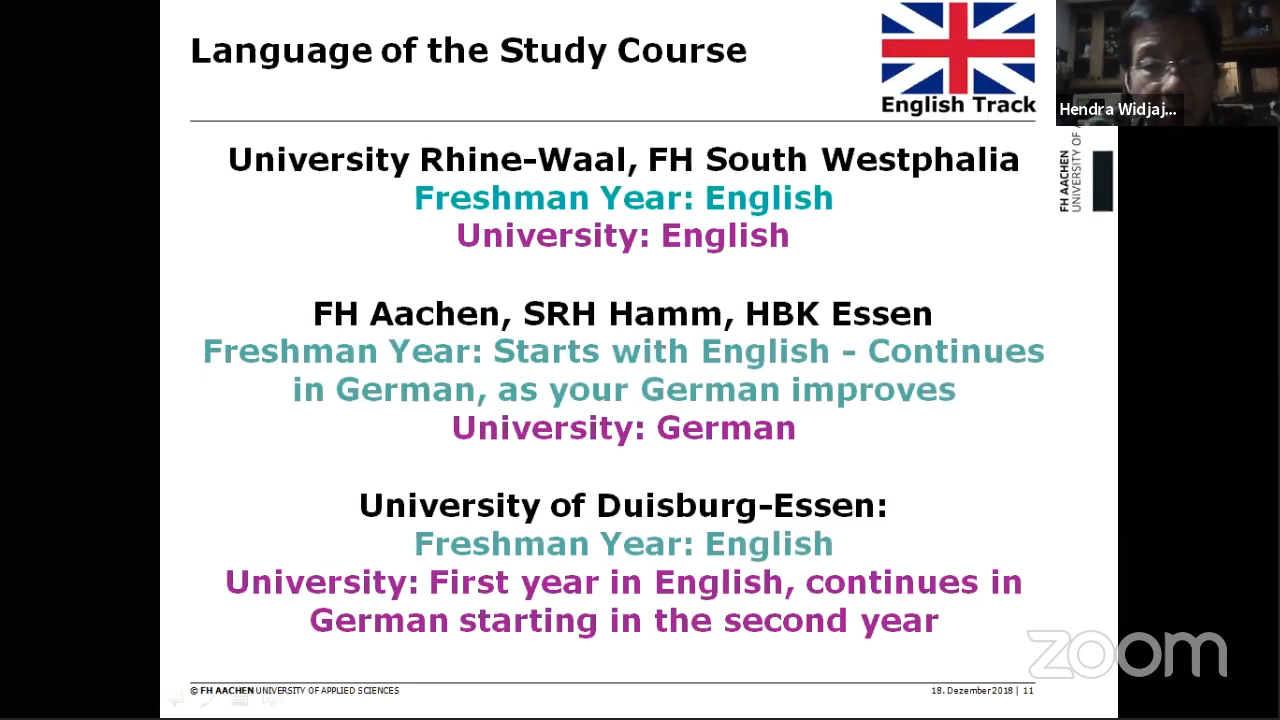 Language of the Study Course
English Track
Hendra Widjaj...
FH AACHEN
UNIVERSITY OF
University Rhine-Waal, FH South Westphalia
Freshman Year: English
University: English
FH Aachen, SRH Hamm, HBK Essen
Freshman Year: Starts with English - Continues
in German, as your German improves
University: German
University of Duisburg-Essen:
Freshman Year: English
University: First year in English, continues in
German starting in the second year
zoom
© FH AACHEN UNIVERSITY OF APPLIED SCIENCES
18. Dezember 2018 | 11